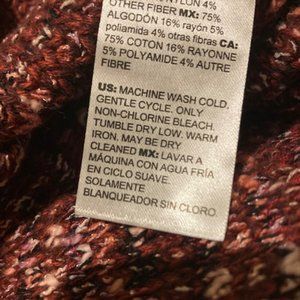 NYLON 4%
OTHER FIBER MX: 75%
ALGODÓN 16% rayón 5%
poliamida 4% otras fibras CA:
75% COTON 16% RAYONNE
5% POLYAMIDE 4% AUTRE
FIBRE
US: MACHINE WASH COLD,
GENTLE CYCLE. ONLY
NON-CHLORINE BLEACH.
TUMBLE DRY LOW. WARM
IRON. MAY BE DRY
CLEANED MX: LAVAR A
MÁQUINA CON AGUA FRÍA
EN CICLO SUAVE.
SOLAMENTE
BLANQUEADOR SIN CLORO.